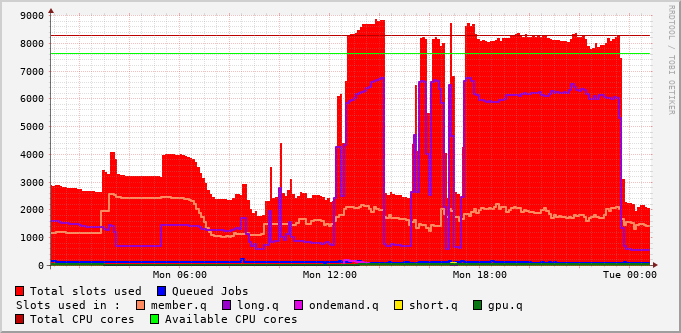 9000
8000
7000
6000
5000
4000
3000
2000
1000
0
Mon 06:00 Mon 12:00 Mon 18:00 Tue 00:00
RRDTOOL / TOBI OETIKER
Total slots used Queued Jobs
Slots used in : member.q long.q ondemand.q short.q gpu.q
Total CPU cores Available CPU cores